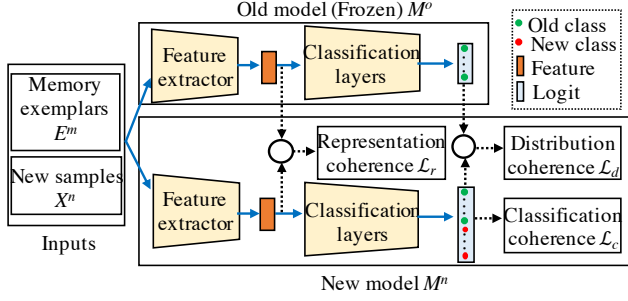 Old model (Frozen) M^o
Feature
extractor
Classification
layers
Old class
New class
Feature
Logit
Memory
exemplars
E^m
New samples
X^n
Inputs
Representation
coherence ℒ_r
Distribution
coherence ℒ_d
Feature
extractor
Classification
layers
Classification
coherence ℒ_c
New model M^n